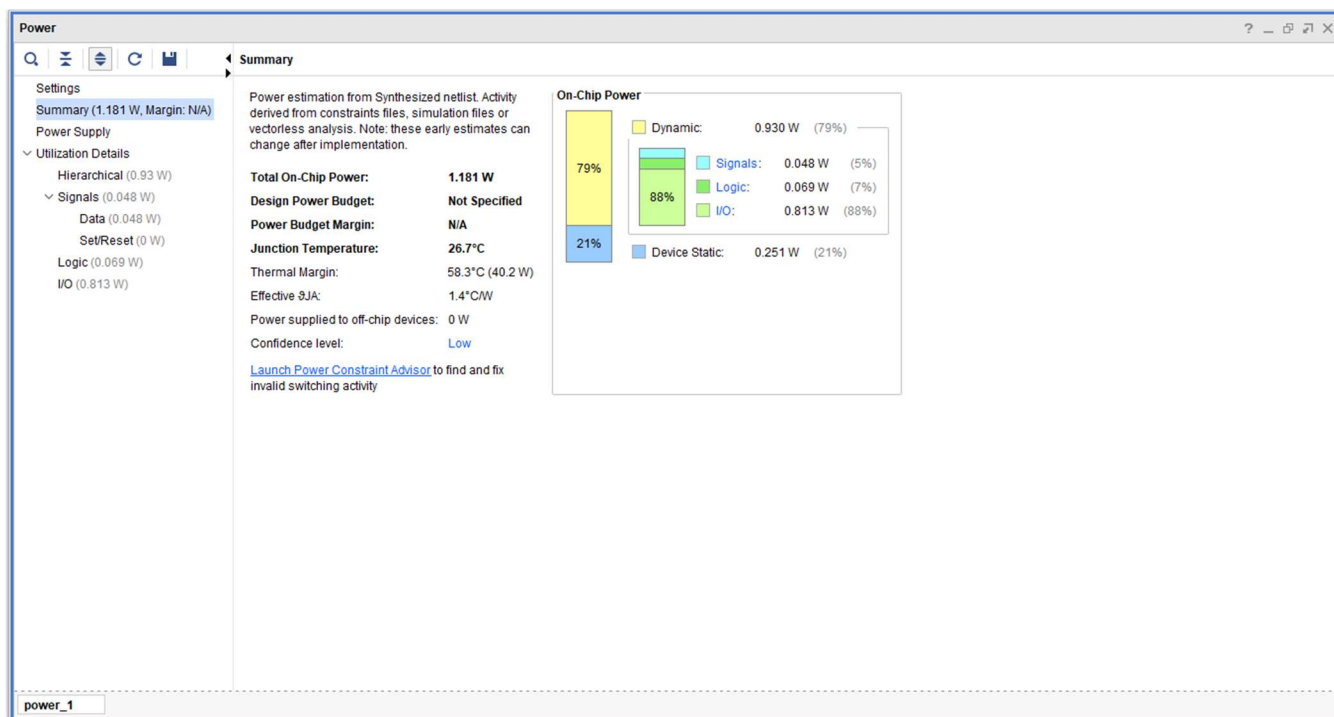 Power
Summary
Settings
Summary (1.181 W, Margin: N/A)
Power Supply
Utilization Details
Hierarchical (0.93 W)
Signals (0.048 W)
Data (0.048 W)
Set/Reset (0 W)
Logic (0.069 W)
I/O (0.813 W)
Power estimation from Synthesized netlist. Activity
derived from constraints files, simulation files or
vectorless analysis. Note: these early estimates can
change after implementation.
Total On-Chip Power: 1.181 W
Design Power Budget: Not Specified
Power Budget Margin: N/A
Junction Temperature: 26.7°C
Thermal Margin: 58.3°C (40.2 W)
Effective ϑJA: 1.4°C/W
Power supplied to off-chip devices: 0 W
Confidence level: Low
Launch Power Constraint Advisor to find and fix
invalid switching activity
On-Chip Power
79%
21%
Dynamic: 0.930 W (79%)
88%
Signals: 0.048 W (5%)
Logic: 0.069 W (7%)
I/O: 0.813 W (88%)
Device Static: 0.251 W (21%)
power_1